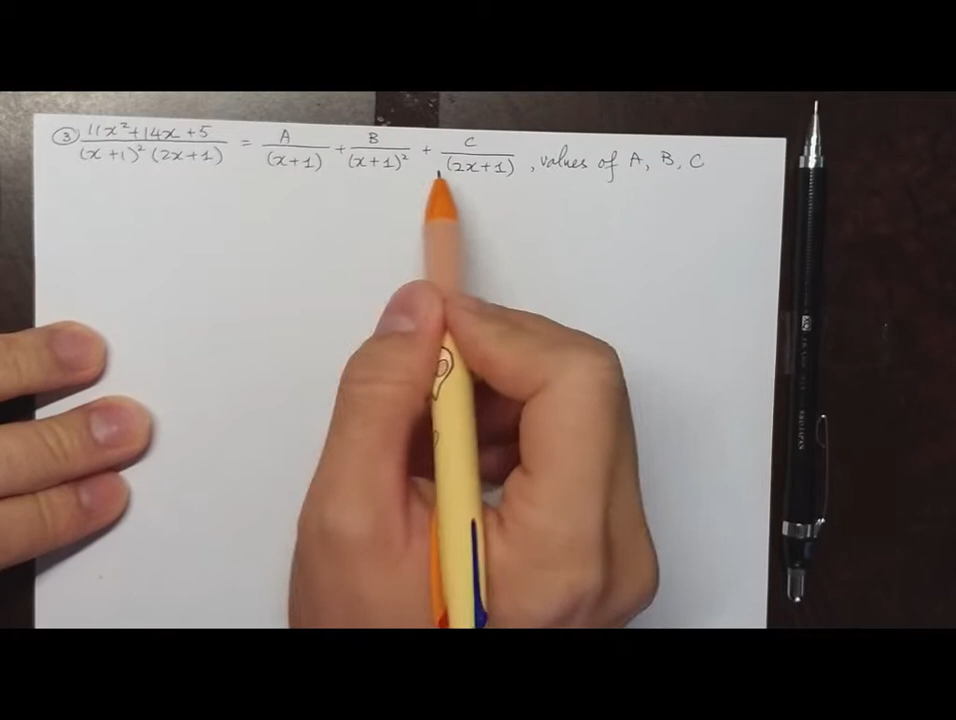 ③ 11x²+14x+5 / (x+1)²(2x+1) = A / (x+1) + B / (x+1)² + C / (2x+1) , values of A, B, C